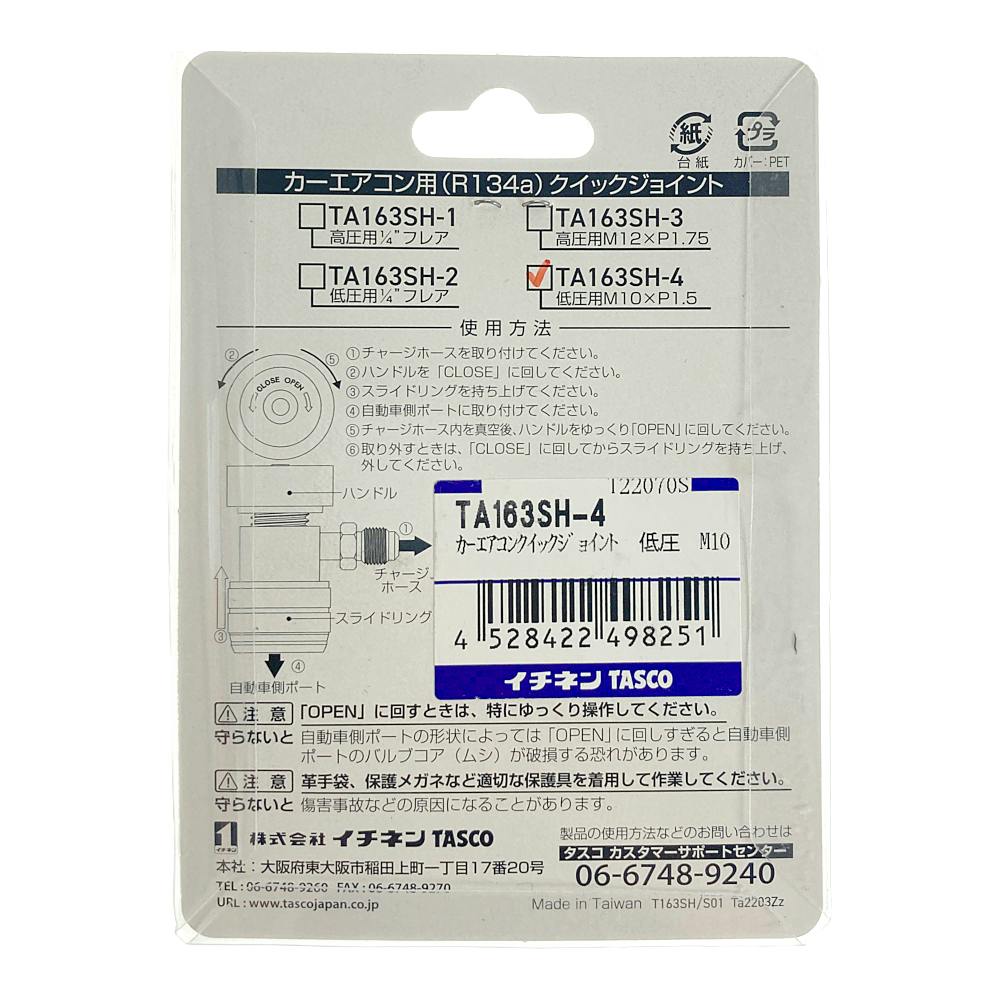 紙
プラ
台紙
カバー:PET
カーエアコン用(R134a)クイックジョイント
TA163SH-1
高圧用¼"フレア
TA163SH-3
高圧用M12×P1.75
TA163SH-2
低圧用¼"フレア
TA163SH-4
低圧用M10×P1.5
使用方法
①チャージホースを取り付けてください。
②ハンドルを「CLOSE」に回してください。
③スライドリングを持ち上げてください。
④自動車側ポートに取り付けてください。
⑤チャージホース内を真空後、ハンドルをゆっくり「OPEN」に回してください。
⑥取り外すときは、「CLOSE」に回してからスライドリングを持ち上げ、
外してください。
② ⑤
CLOSE OPEN
ハンドル
①
チャージ
ホース
スライドリング
③
④
自動車側ポート
T22070S
TA163SH-4
カーエアコンクイックジョイント 低圧 M10
4 528422 498251
イチネン TASCO
注意 「OPEN」に回すときは、特にゆっくり操作してください。
守らないと 自動車側ポートの形状によっては「OPEN」に回しすぎると自動車側
ポートのバルブコア(ムシ)が破損する恐れがあります。
注意 革手袋、保護メガネなど適切な保護具を着用して作業してください。
守らないと 傷害事故などの原因になることがあります。
イチネン
株式会社 イチネン TASCO
本社:大阪府東大阪市稲田上町一丁目17番20号
TEL:06-6748-9260 FAX:06-6748-9270
URL:www.tascojapan.co.jp
製品の使用方法などのお問い合わせは
タスコ カスタマーサポートセンター
06-6748-9240
Made in Taiwan T163SH/S01 Ta2203Zz